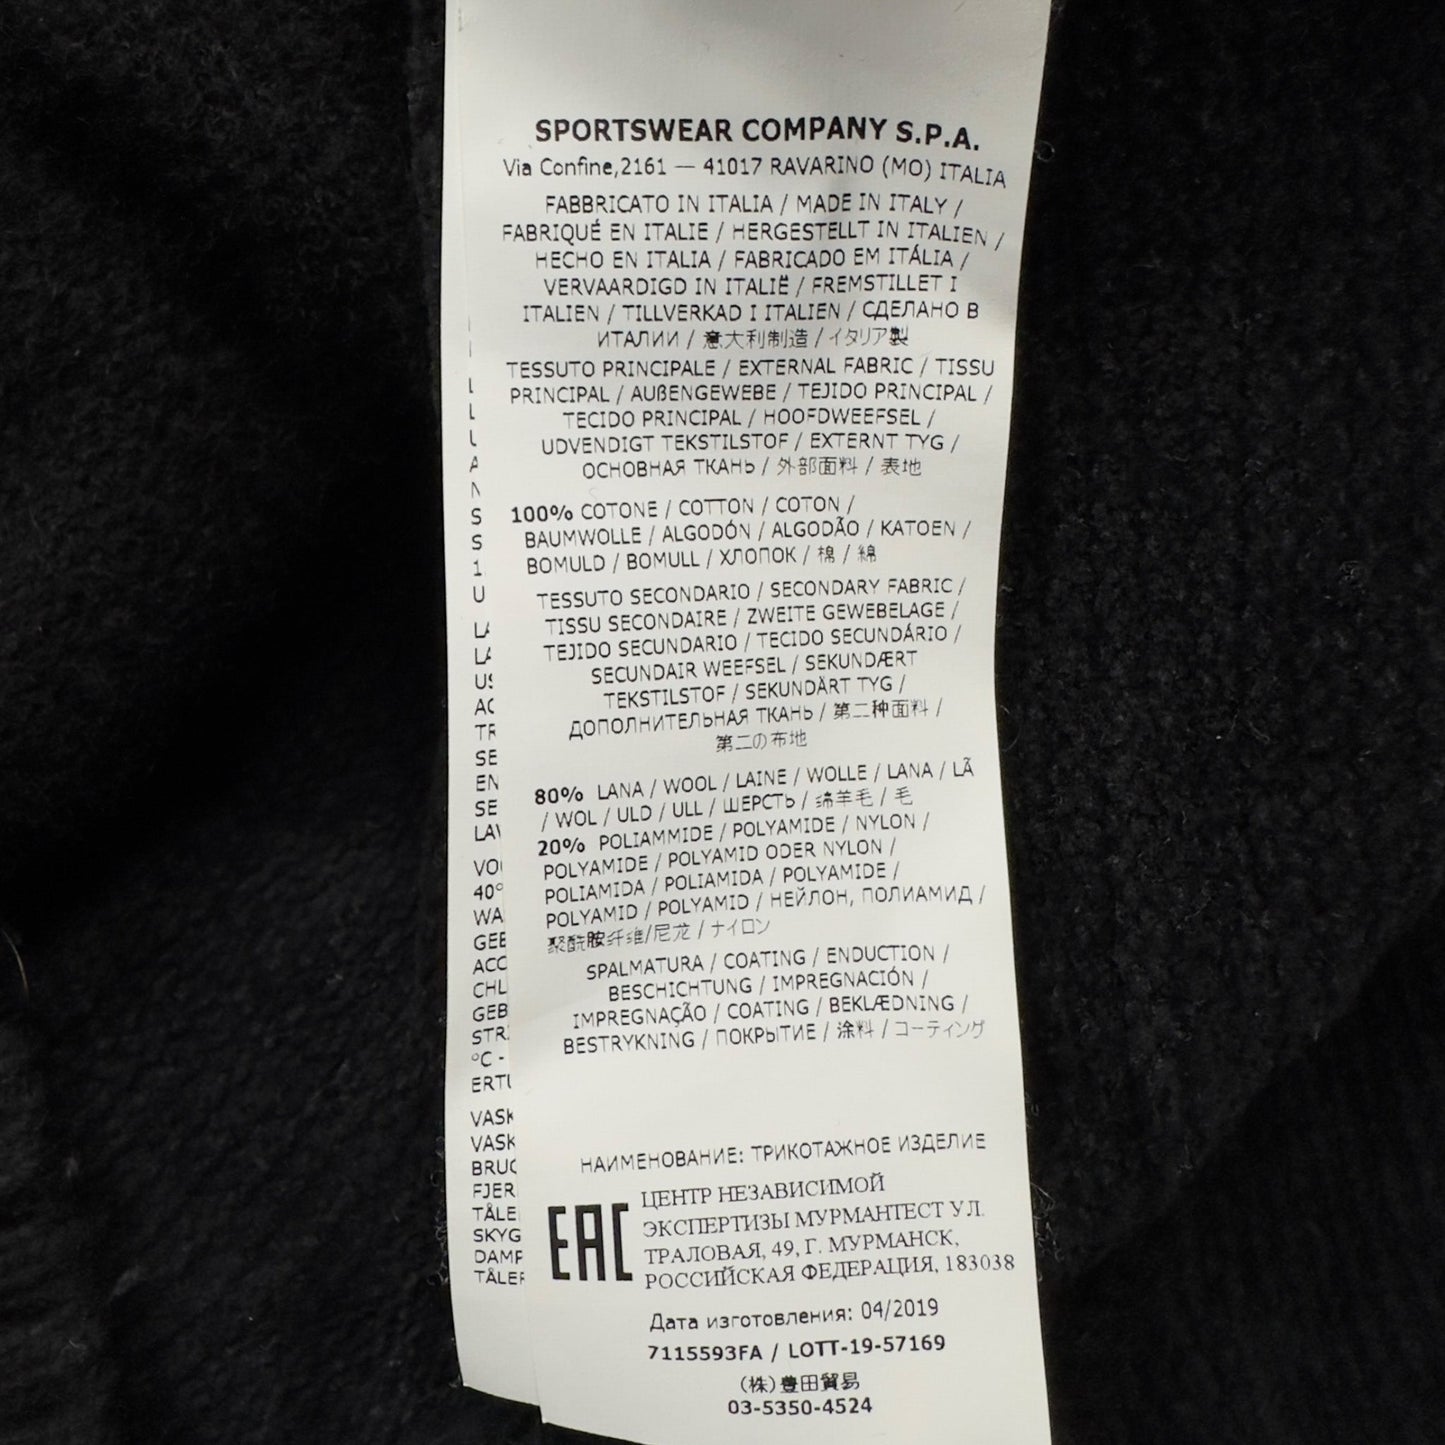 SPORTSWEAR COMPANY S.P.A.
Via Confine,2161 — 41017 RAVARINO (MO) ITALIA
FABBRICATO IN ITALIA / MADE IN ITALY /
FABRIQUÉ EN ITALIE / HERGESTELLT IN ITALIEN /
HECHO EN ITALIA / FABRICADO EM ITÁLIA /
VERVAARDIGD IN ITALIË / FREMSTILLET I
ITALIEN / TILLVERKAD I ITALIEN / СДЕЛАНО В
ИТАЛИИ / 意大利制造 / イタリア製
TESSUTO PRINCIPALE / EXTERNAL FABRIC / TISSU
PRINCIPAL / AUßENGEWEBE / TEJIDO PRINCIPAL /
TECIDO PRINCIPAL / HOOFDWEEFSEL /
UDVENDIGT TEKSTILSTOF / EXTERNT TYG /
ОСНОВНАЯ ТКАНЬ / 外部面料 / 表地
100% COTONE / COTTON / COTON /
BAUMWOLLE / ALGODÓN / ALGODÃO / KATOEN /
BOMULD / BOMULL / ХЛОПОК / 棉 / 綿
TESSUTO SECONDARIO / SECONDARY FABRIC /
TISSU SECONDAIRE / ZWEITE GEWEBELAGE /
TEJIDO SECUNDARIO / TECIDO SECUNDÁRIO /
SECUNDAIR WEEFSEL / SEKUNDÆRT
TEKSTILSTOF / SEKUNDÄRT TYG /
ДОПОЛНИТЕЛЬНАЯ ТКАНЬ / 第二种面料 /
第二の布地
80% LANA / WOOL / LAINE / WOLLE / LANA / LÃ
/ WOL / ULD / ULL / ШЕРСТЬ / 绵羊毛 / 毛
20% POLIAMMIDE / POLYAMIDE / NYLON /
POLYAMIDE / POLYAMID ODER NYLON /
POLIAMIDA / POLIAMIDA / POLYAMIDE /
POLYAMID / POLYAMID / НЕЙЛОН, ПОЛИАМИД /
聚酰胺纤维/尼龙 / ナイロン
SPALMATURA / COATING / ENDUCTION /
BESCHICHTUNG / IMPREGNACIÓN /
IMPREGNAÇÃO / COATING / BEKLÆDNING /
BESTRYKNING / ПОКРЫТИЕ / 涂料 / コーティング
НАИМЕНОВАНИЕ: ТРИКОТАЖНОЕ ИЗДЕЛИЕ
EAC
ЦЕНТР НЕЗАВИСИМОЙ
ЭКСПЕРТИЗЫ МУРМАНТЕСТ УЛ.
ТРАЛОВАЯ, 49, Г. МУРМАНСК,
РОССИЙСКАЯ ФЕДЕРАЦИЯ, 183038
Дата изготовления: 04/2019
7115593FA / LOTT-19-57169
(株)豊田貿易
03-5350-4524